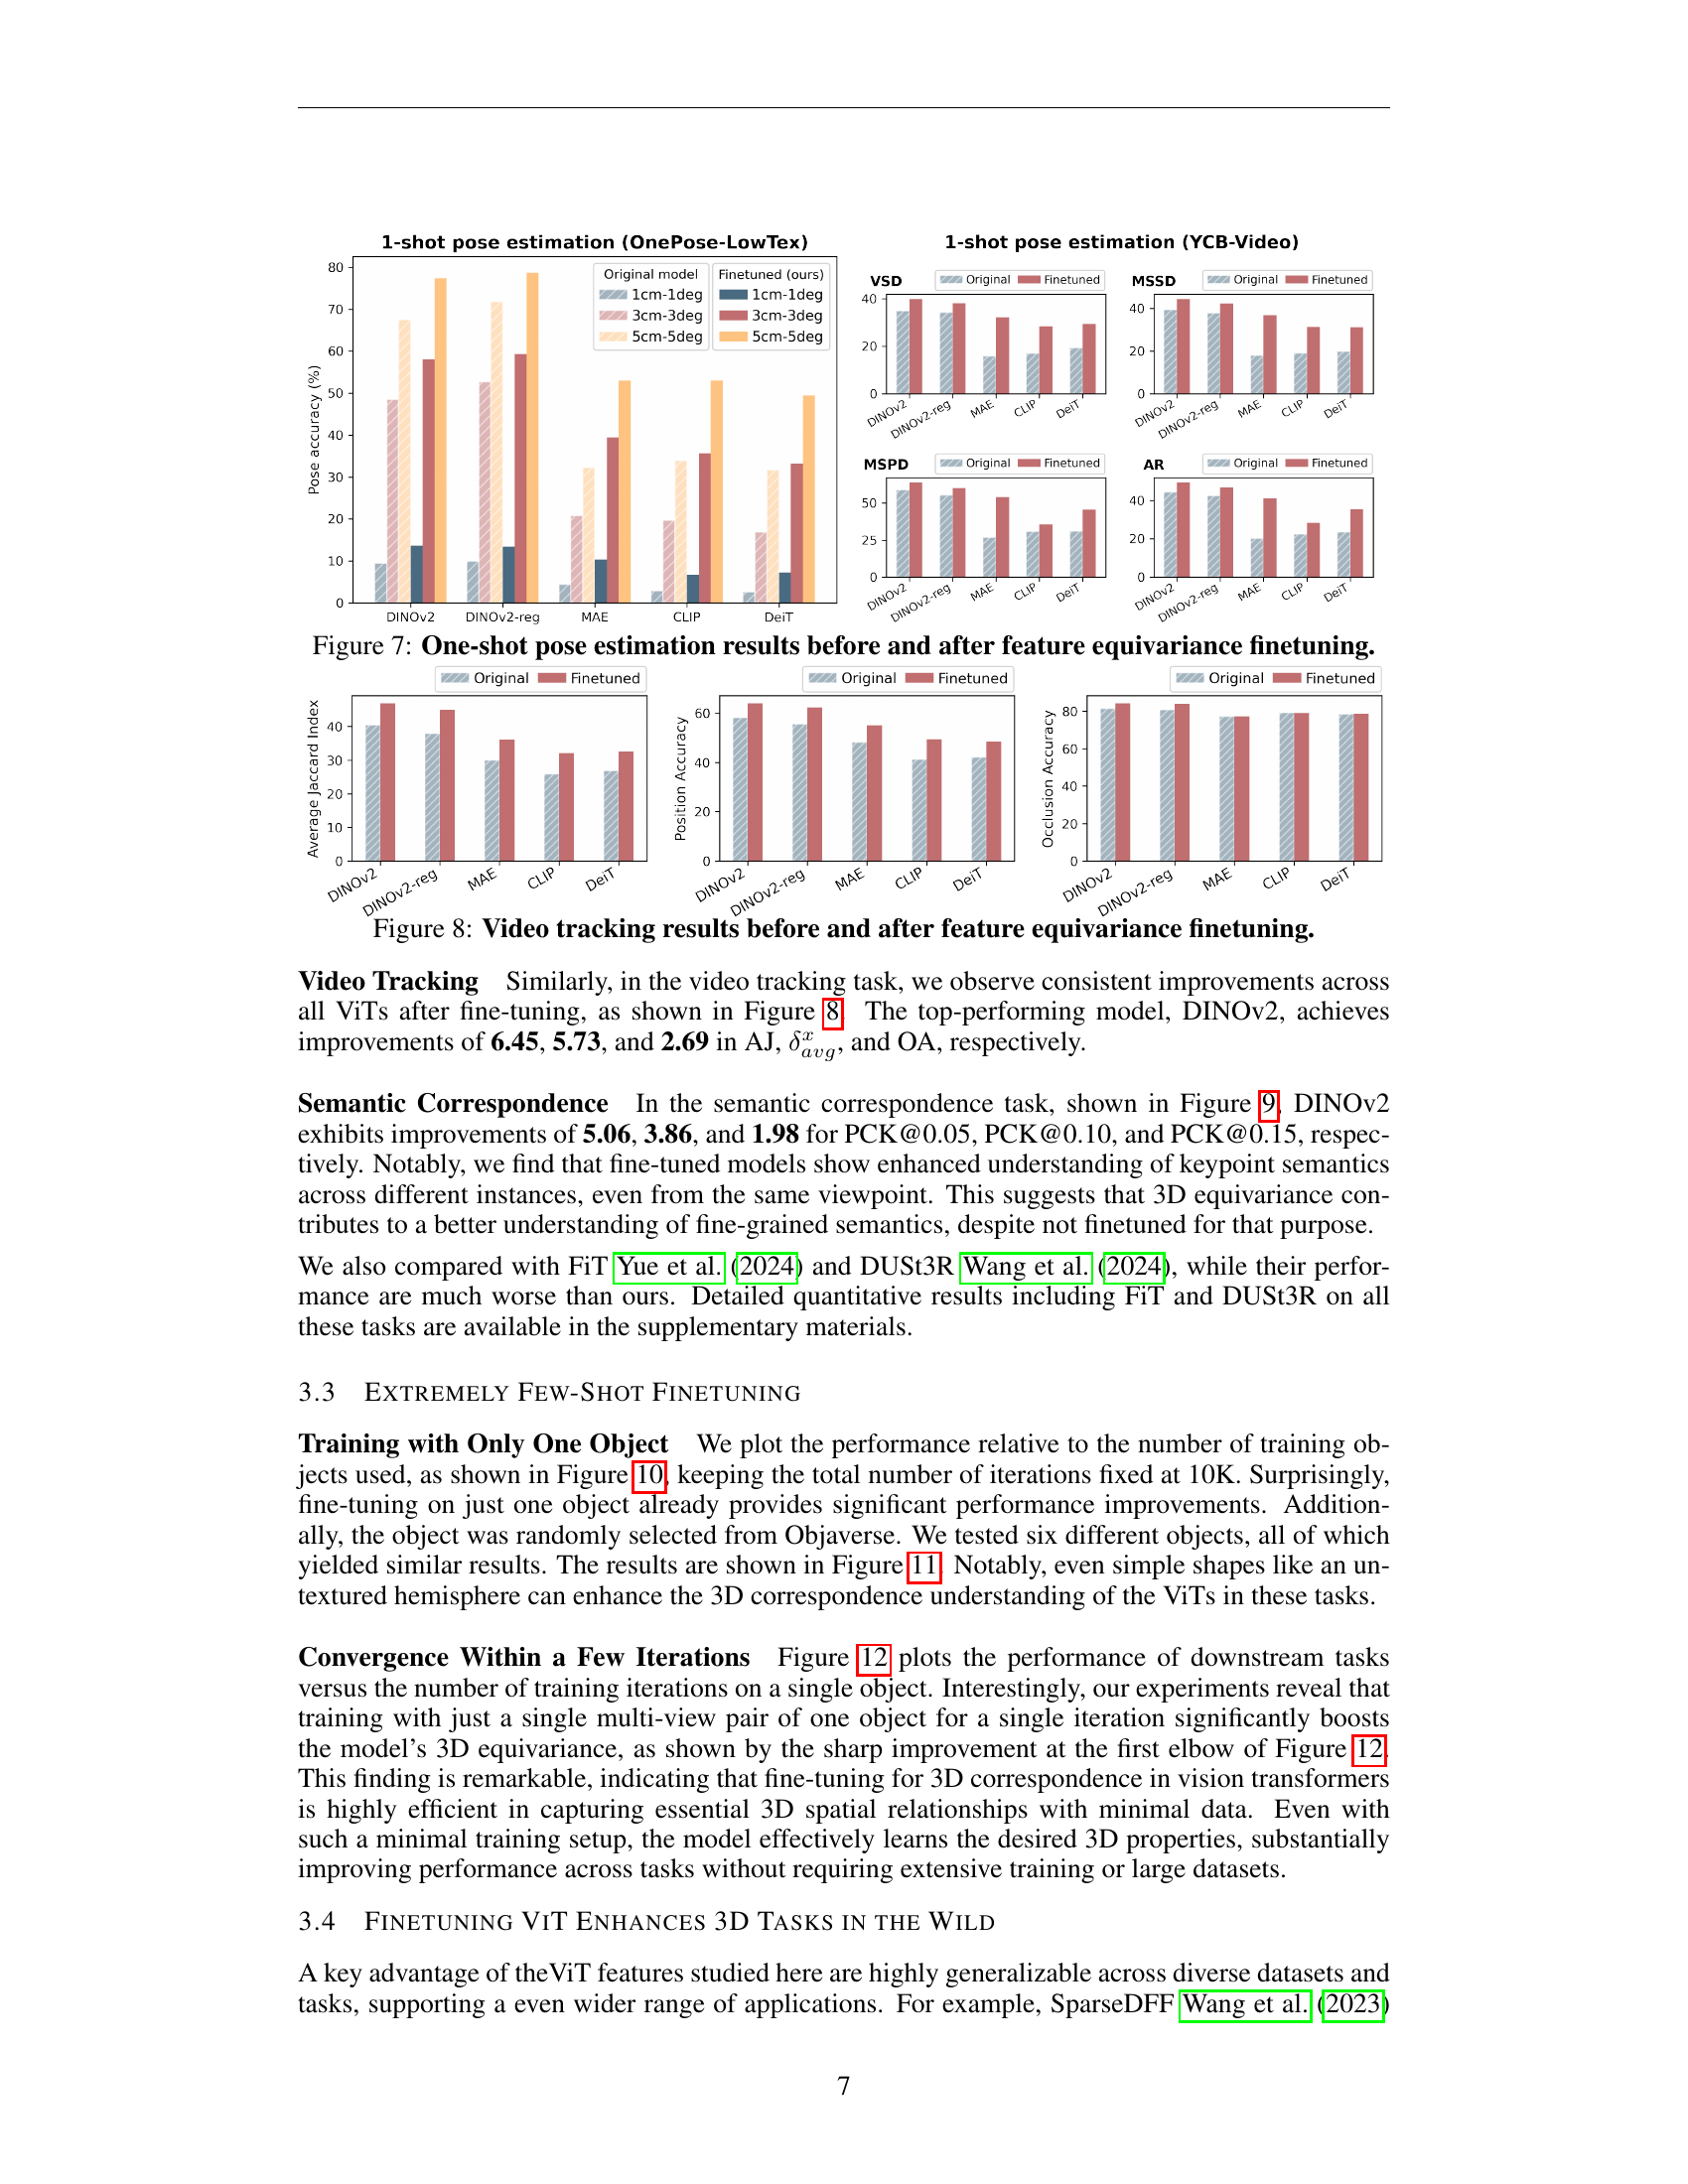 1-shot pose estimation (OnePose-LowTex)
80
70
60
50
40
30
20
10
0
Pose accuracy (%)
Original model
1cm-1deg
3cm-3deg
5cm-5deg
Finetuned (ours)
1cm-1deg
3cm-3deg
5cm-5deg
DINOv2 DINOv2-reg MAE CLIP DeiT
1-shot pose estimation (YCB-Video)
VSD Original Finetuned
40
20
0
DINOv2 DINOv2-reg MAE CLIP DeiT
MSSD Original Finetuned
40
20
0
DINOv2 DINOv2-reg MAE CLIP DeiT
MSPD Original Finetuned
50
25
0
DINOv2 DINOv2-reg MAE CLIP DeiT
AR Original Finetuned
40
20
0
DINOv2 DINOv2-reg MAE CLIP DeiT
Figure 7: One-shot pose estimation results before and after feature equivariance finetuning.
Original Finetuned
Average Jaccard Index
40
30
20
10
0
DINOv2 DINOv2-reg MAE CLIP DeiT
Original Finetuned
Position Accuracy
60
40
20
0
DINOv2 DINOv2-reg MAE CLIP DeiT
Original Finetuned
Occlusion Accuracy
80
60
40
20
0
DINOv2 DINOv2-reg MAE CLIP DeiT
Figure 8: Video tracking results before and after feature equivariance finetuning.
Video Tracking Similarly, in the video tracking task, we observe consistent improvements across
all ViTs after fine-tuning, as shown in Figure 8. The top-performing model, DINOv2, achieves
improvements of 6.45, 5.73, and 2.69 in AJ, δ^x_avg, and OA, respectively.
Semantic Correspondence In the semantic correspondence task, shown in Figure 9, DINOv2
exhibits improvements of 5.06, 3.86, and 1.98 for PCK@0.05, PCK@0.10, and PCK@0.15, respec-
tively. Notably, we find that fine-tuned models show enhanced understanding of keypoint semantics
across different instances, even from the same viewpoint. This suggests that 3D equivariance con-
tributes to a better understanding of fine-grained semantics, despite not finetuned for that purpose.
We also compared with FiT Yue et al. (2024) and DUSt3R Wang et al. (2024), while their perfor-
mance are much worse than ours. Detailed quantitative results including FiT and DUSt3R on all
these tasks are available in the supplementary materials.
3.3 EXTREMELY FEW-SHOT FINETUNING
Training with Only One Object We plot the performance relative to the number of training ob-
jects used, as shown in Figure 10, keeping the total number of iterations fixed at 10K. Surprisingly,
fine-tuning on just one object already provides significant performance improvements. Addition-
ally, the object was randomly selected from Objaverse. We tested six different objects, all of which
yielded similar results. The results are shown in Figure 11. Notably, even simple shapes like an un-
textured hemisphere can enhance the 3D correspondence understanding of the ViTs in these tasks.
Convergence Within a Few Iterations Figure 12 plots the performance of downstream tasks
versus the number of training iterations on a single object. Interestingly, our experiments reveal that
training with just a single multi-view pair of one object for a single iteration significantly boosts
the model's 3D equivariance, as shown by the sharp improvement at the first elbow of Figure 12.
This finding is remarkable, indicating that fine-tuning for 3D correspondence in vision transformers
is highly efficient in capturing essential 3D spatial relationships with minimal data. Even with
such a minimal training setup, the model effectively learns the desired 3D properties, substantially
improving performance across tasks without requiring extensive training or large datasets.
3.4 FINETUNING VIT ENHANCES 3D TASKS IN THE WILD
A key advantage of theViT features studied here are highly generalizable across diverse datasets and
tasks, supporting a even wider range of applications. For example, SparseDFF Wang et al. (2023)
7